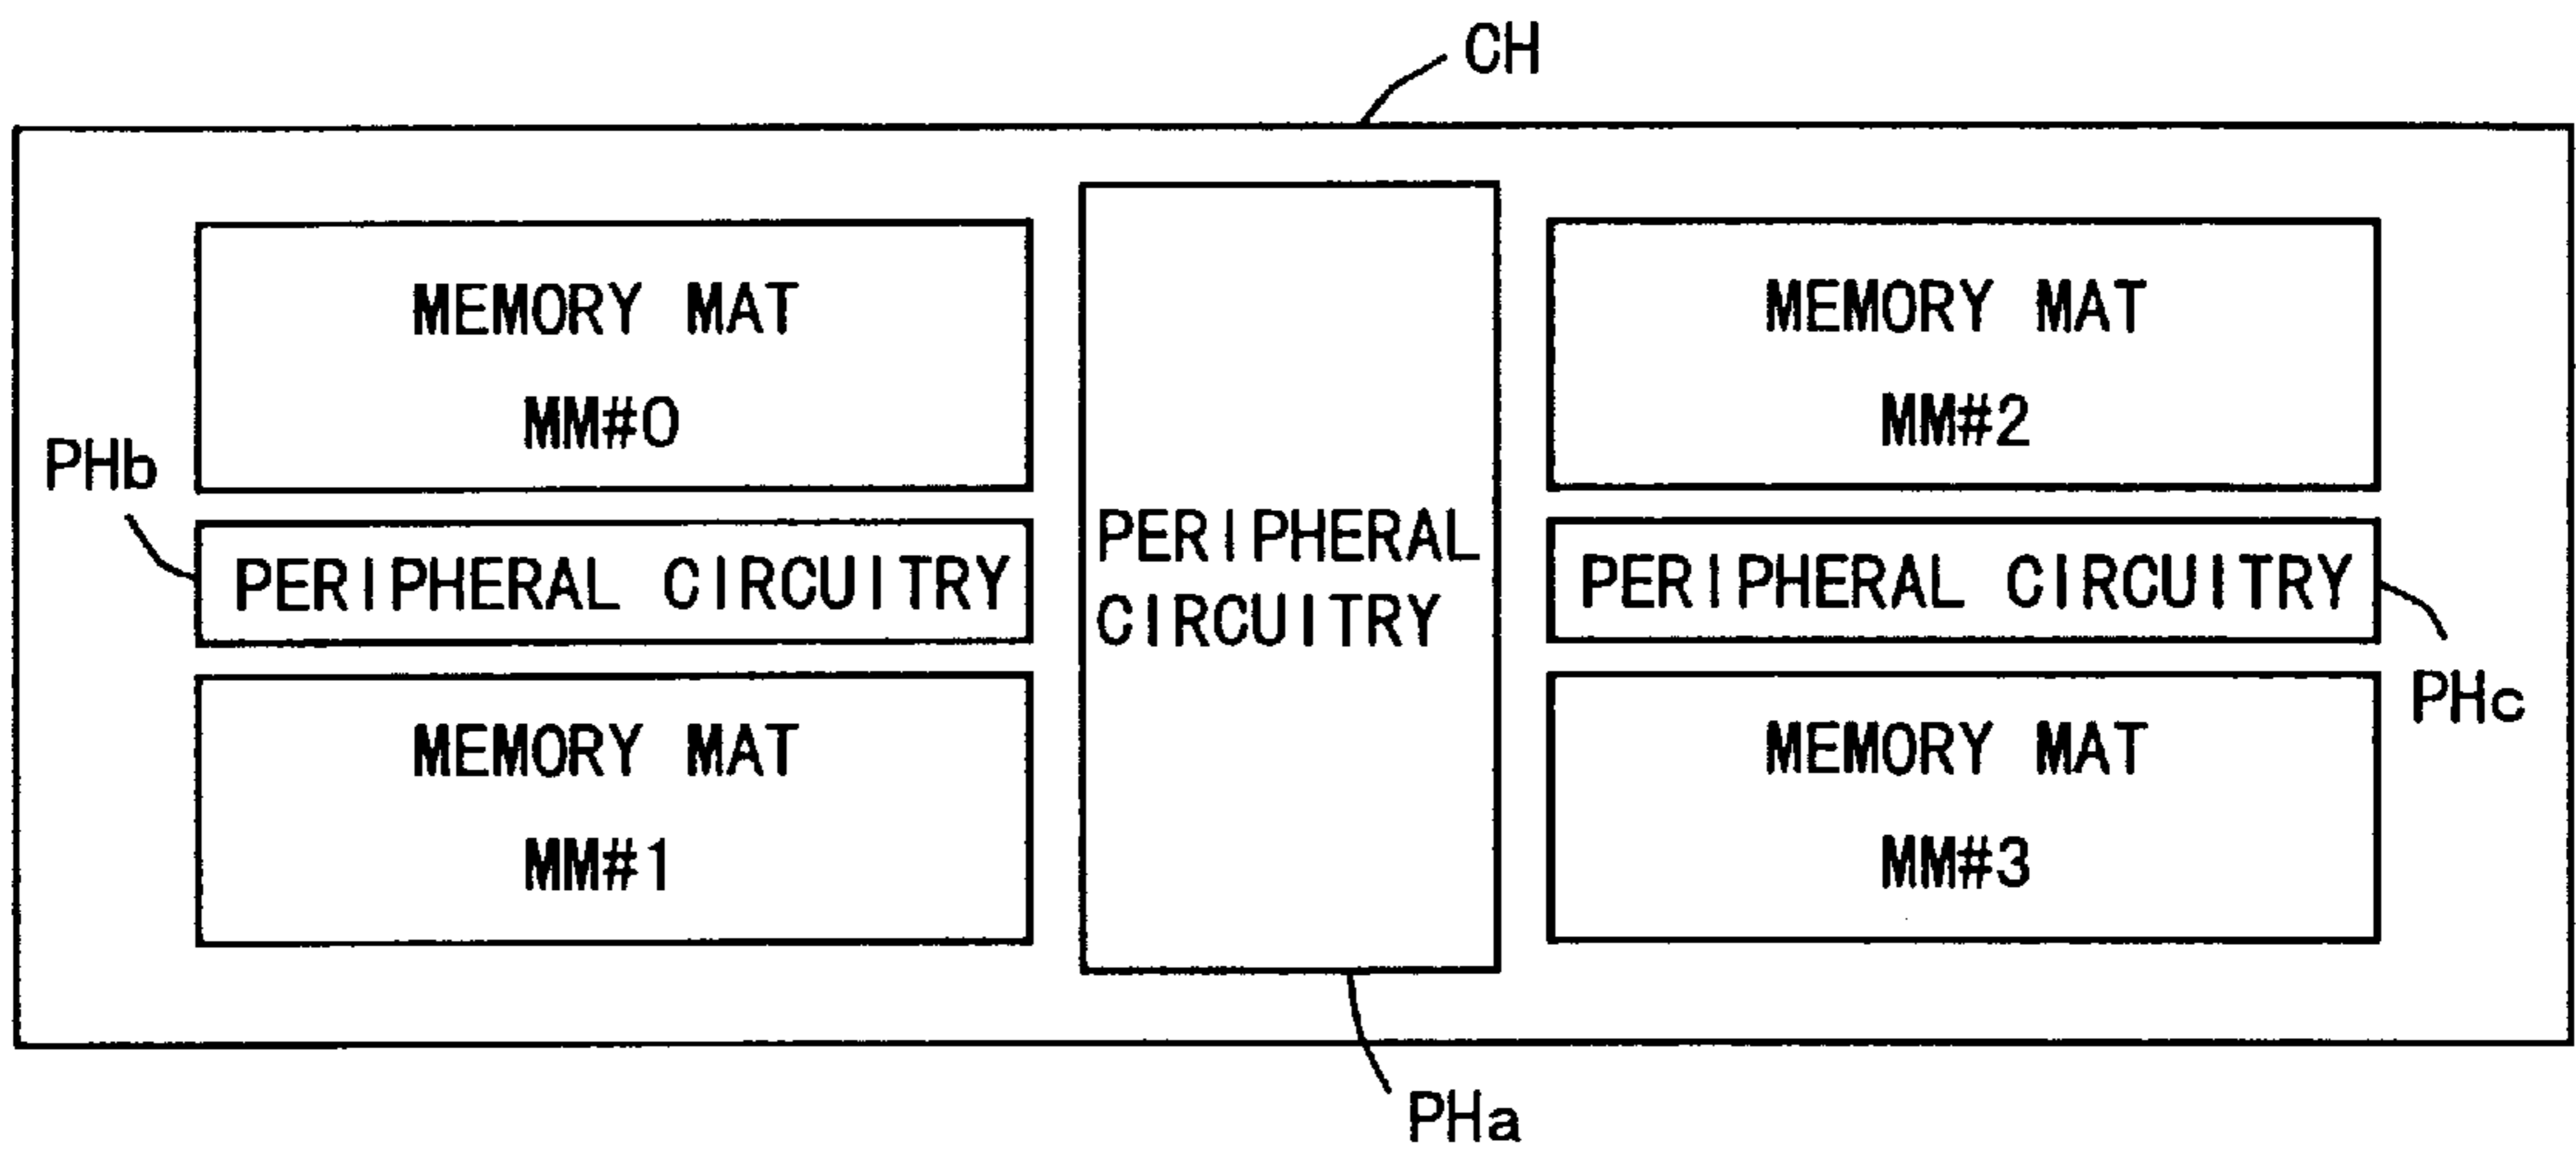 CH
MEMORY MAT
MM#0
MEMORY MAT
MM#2
PHb
PERIPHERAL CIRCUITRY
PERIPHERAL
CIRCUITRY
PERIPHERAL CIRCUITRY
PHc
MEMORY MAT
MM#1
MEMORY MAT
MM#3
PHa